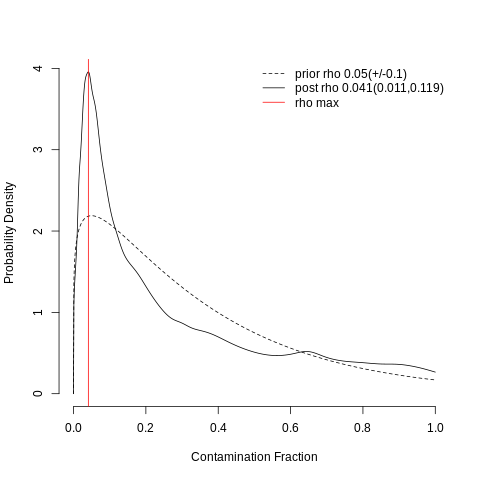 prior rho 0.05(+/-0.1)
post rho 0.041(0.011,0.119)
rho max
4
3
2
1
0
Probability Density
0.0 0.2 0.4 0.6 0.8 1.0
Contamination Fraction